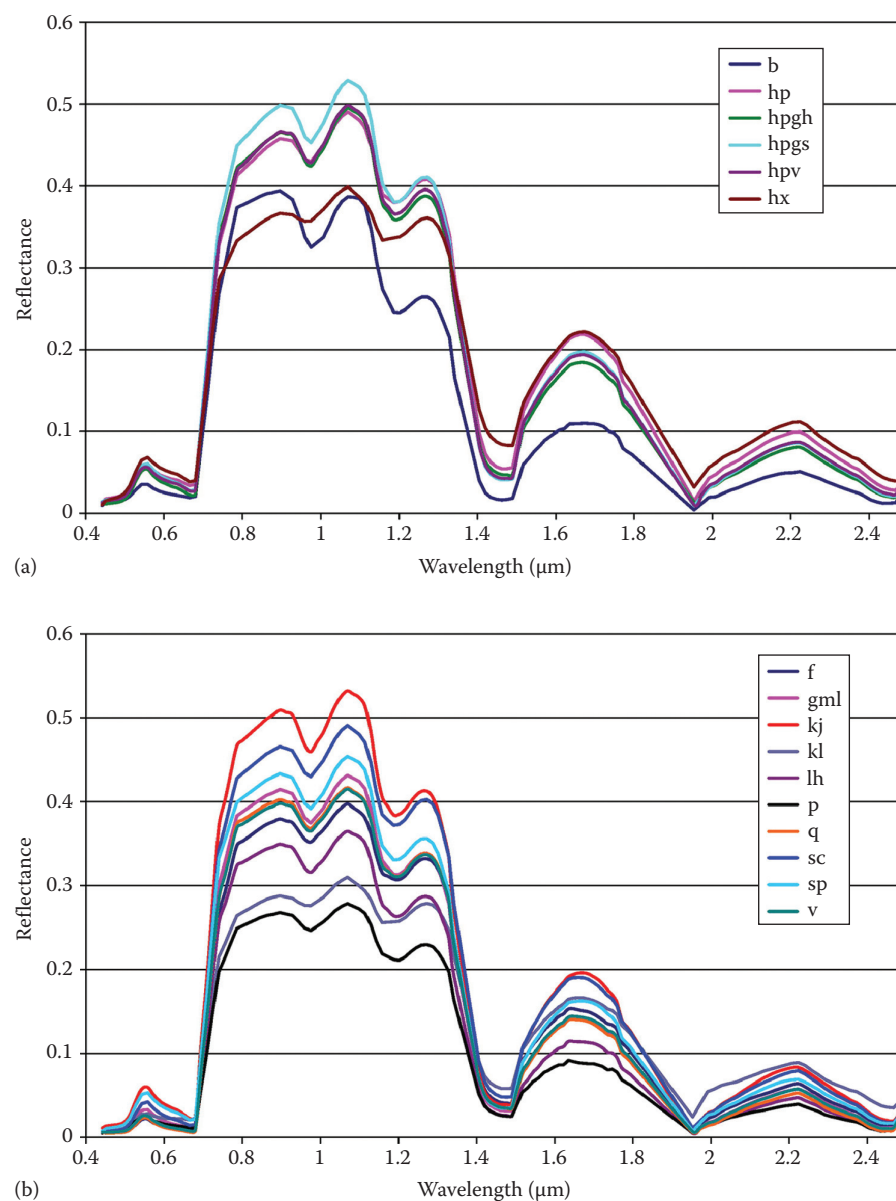 0.6
0.5
0.4
0.3
0.2
0.1
0
Reflectance
b
hp
hpgh
hpgs
hpv
hx
0.4 0.6 0.8 1 1.2 1.4 1.6 1.8 2 2.2 2.4
Wavelength (μm)
(a)
0.6
0.5
0.4
0.3
0.2
0.1
0
Reflectance
f
gml
kj
kl
lh
p
q
sc
sp
v
0.4 0.6 0.8 1 1.2 1.4 1.6 1.8 2 2.2 2.4
Wavelength (μm)
(b)